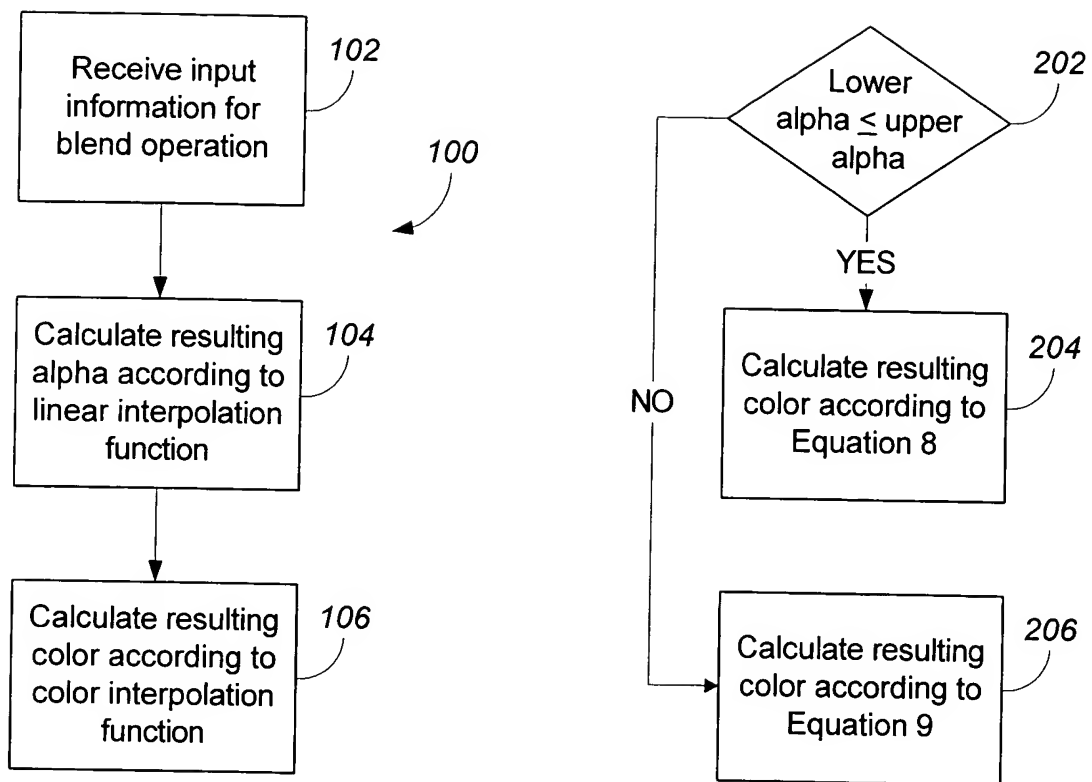 Receive input
information for
blend operation
102
100
Calculate resulting
alpha according to
linear interpolation
function
104
Calculate resulting
color according to
color interpolation
function
106
Lower
alpha ≤ upper
alpha
202
YES
NO
Calculate resulting
color according to
Equation 8
204
Calculate resulting
color according to
Equation 9
206